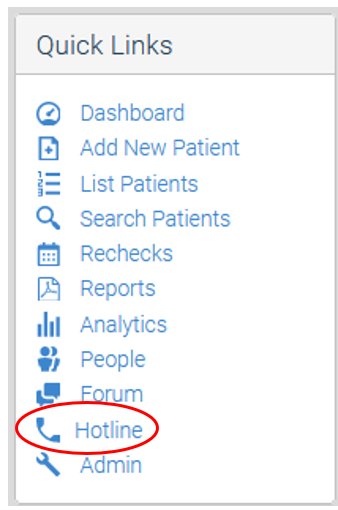 Quick Links
Dashboard
Add New Patient
List Patients
Search Patients
Rechecks
Reports
Analytics
People
Forum
Hotline
Admin